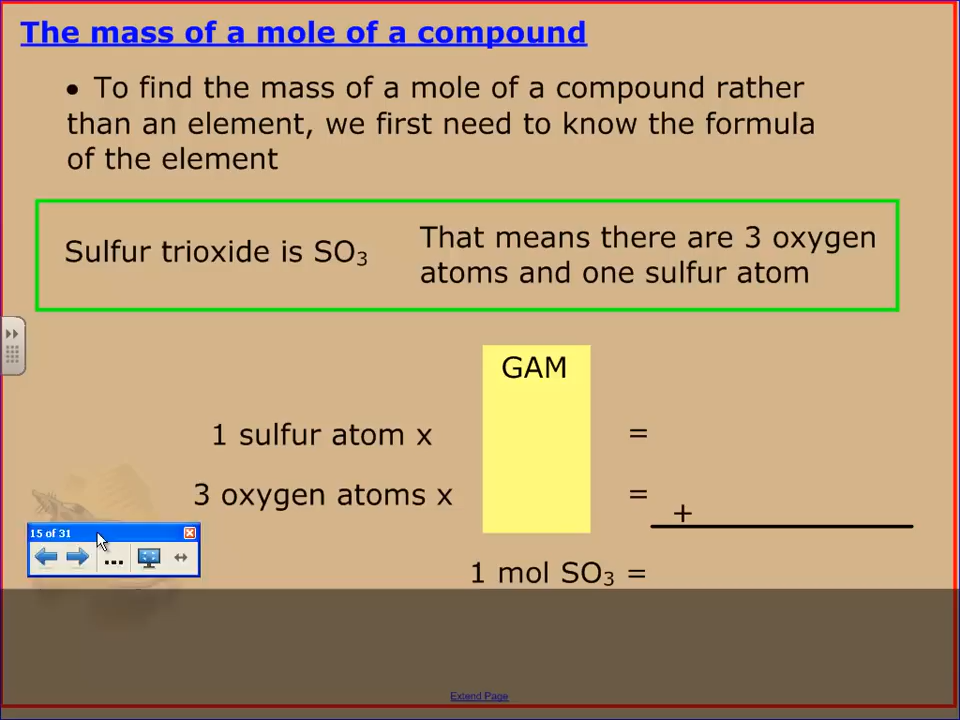 The mass of a mole of a compound
• To find the mass of a mole of a compound rather
than an element, we first need to know the formula
of the element
Sulfur trioxide is SO₃
That means there are 3 oxygen
atoms and one sulfur atom
GAM
1 sulfur atom x =
3 oxygen atoms x =
+
1 mol SO₃ =
15 of 31
...
Extend Page